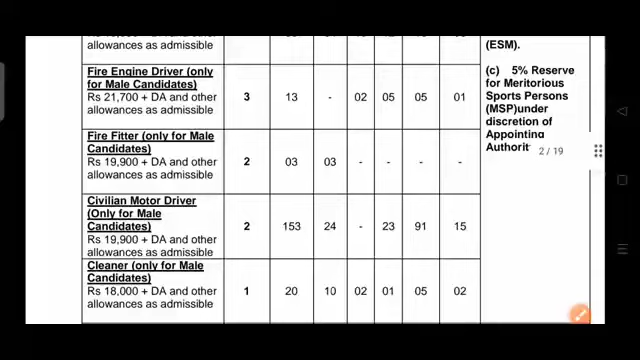 allowances as admissible
(ESM).
Fire Engine Driver (only
for Male Candidates)
Rs 21,700 + DA and other
allowances as admissible
3 13 - 02 05 05 01
(c) 5% Reserve
for Meritorious
Sports Persons
(MSP)under
discretion of
Appointing
Authorit
2 / 19
Fire Fitter (only for Male
Candidates)
Rs 19,900 + DA and other
allowances as admissible
2 03 03 - - - -
Civilian Motor Driver
(Only for Male
Candidates)
Rs 19,900 + DA and other
allowances as admissible
2 153 24 - 23 91 15
Cleaner (only for Male
Candidates)
Rs 18,000 + DA and other
allowances as admissible
1 20 10 02 01 05 02